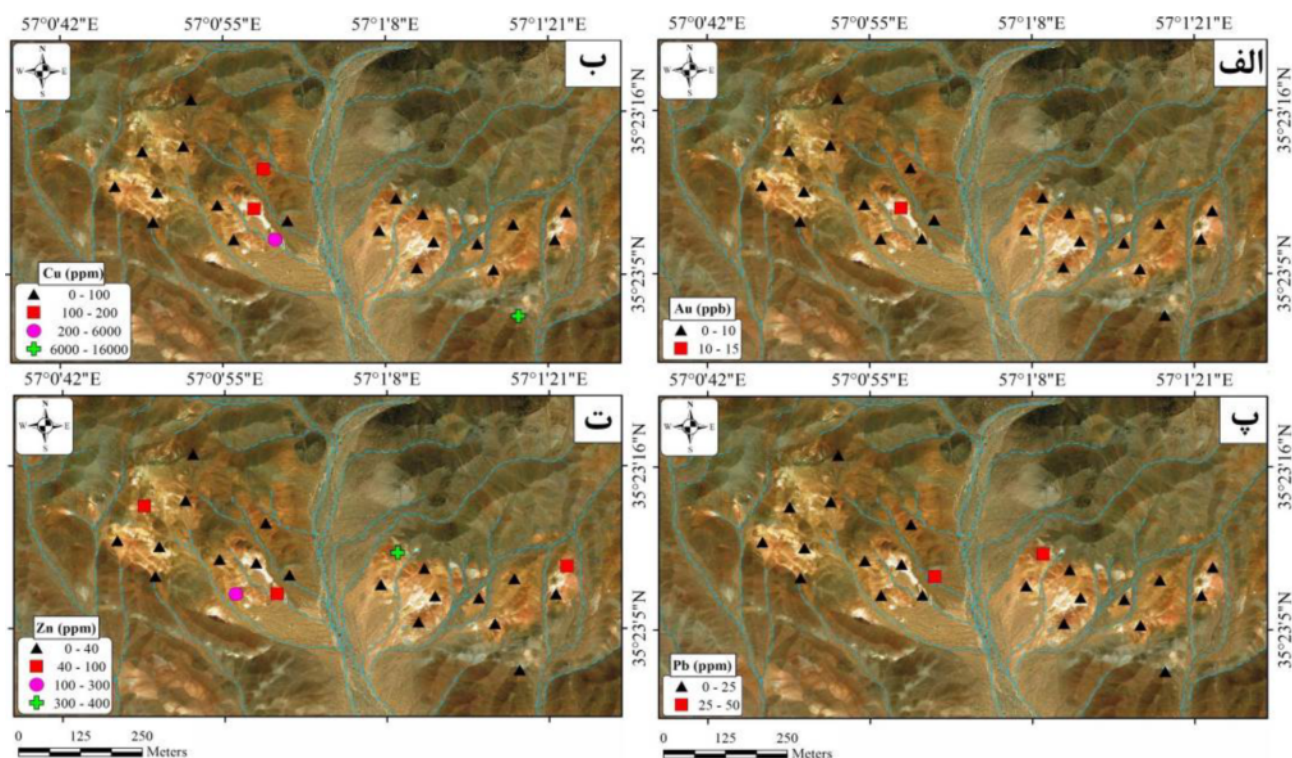 57°0'42"E 57°0'55"E 57°1'8"E 57°1'21"E
57°0'42"E 57°0'55"E 57°1'8"E 57°1'21"E
N
W E
S
ب
35°23'16"N
35°23'5"N
Cu (ppm)
0 - 100
100 - 200
200 - 6000
6000 - 16000
N
W E
S
الف
35°23'16"N
35°23'5"N
Au (ppb)
0 - 10
10 - 15
57°0'42"E 57°0'55"E 57°1'8"E 57°1'21"E
57°0'42"E 57°0'55"E 57°1'8"E 57°1'21"E
N
W E
S
ت
35°23'16"N
35°23'5"N
Zn (ppm)
0 - 40
40 - 100
100 - 300
300 - 400
N
W E
S
پ
35°23'16"N
35°23'5"N
Pb (ppm)
0 - 25
25 - 50
0 125 250
Meters
0 125 250
Meters